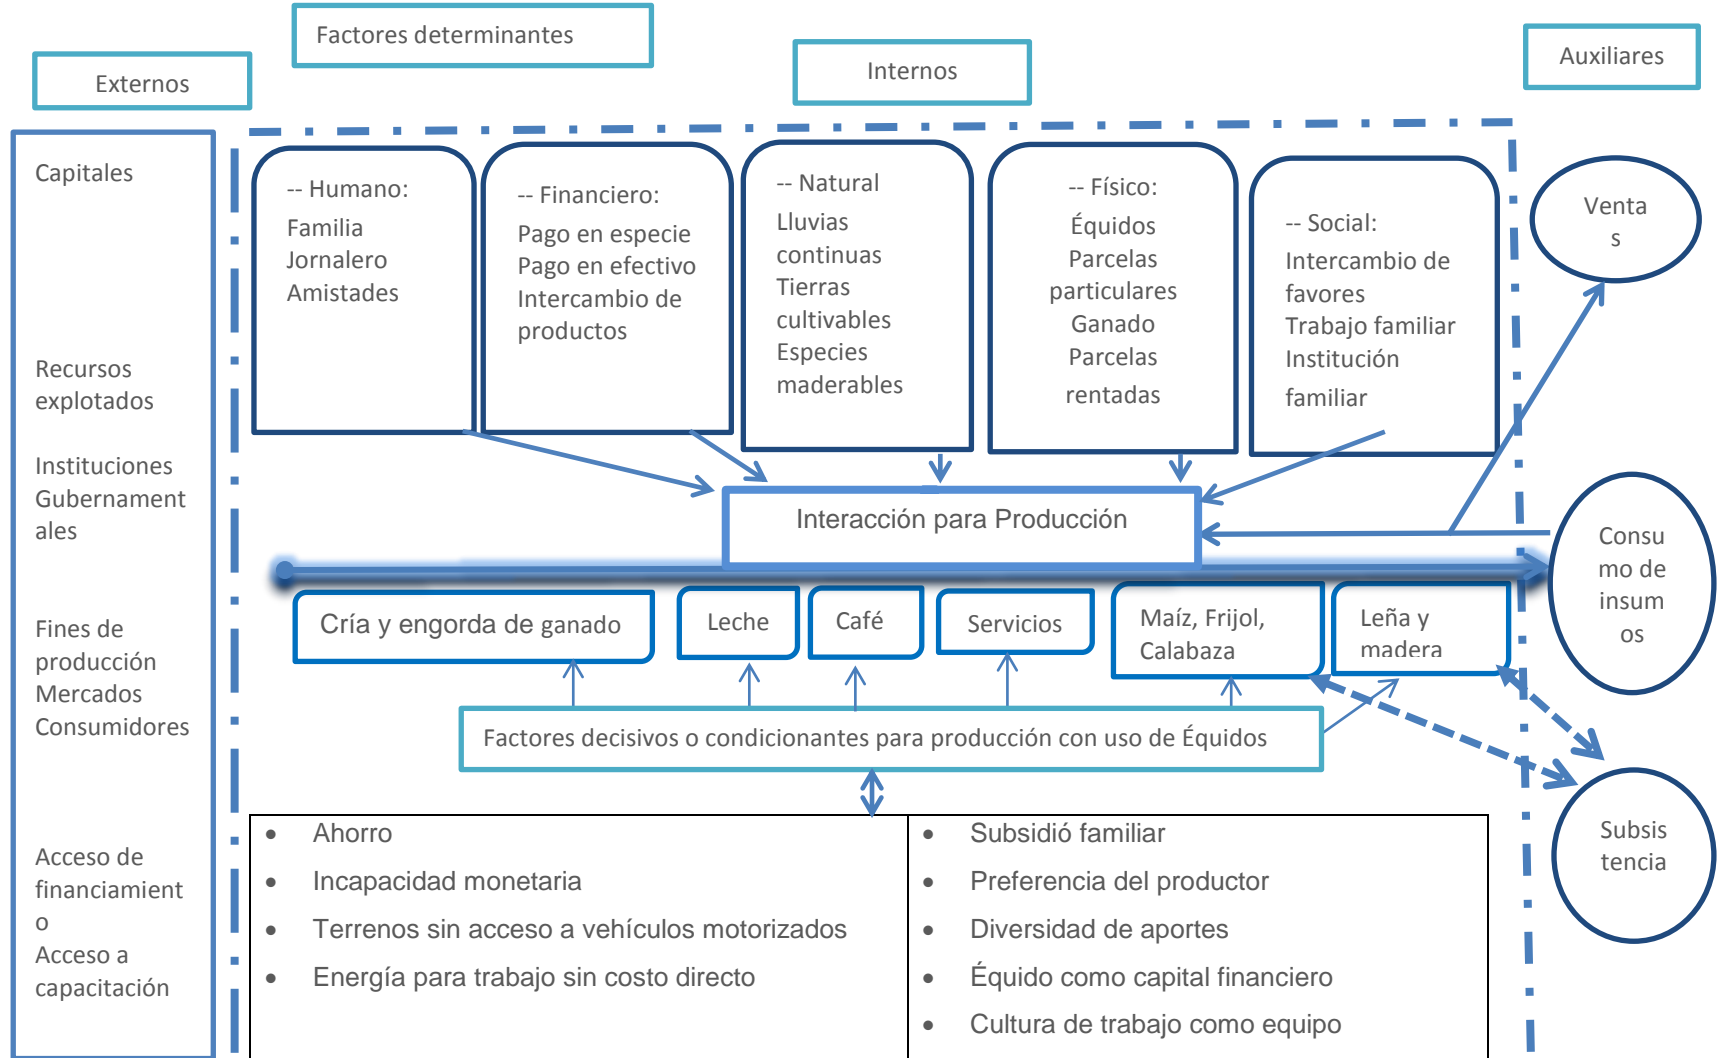 Factores determinantes
Externos
Internos
Auxiliares
Capitales
Recursos
explotados
Instituciones
Gubernament
ales
Fines de
producción
Mercados
Consumidores
Acceso de
financiamient
o
Acceso a
capacitación
-- Humano:
Familia
Jornalero
Amistades
-- Financiero:
Pago en especie
Pago en efectivo
Intercambio de
productos
-- Natural
Lluvias
continuas
Tierras
cultivables
Especies
maderables
-- Físico:
Équidos
Parcelas
particulares
Ganado
Parcelas
rentadas
-- Social:
Intercambio de
favores
Trabajo familiar
Institución
familiar
Venta
s
Interacción para Producción
Consu
mo de
insum
os
Cría y engorda de ganado
Leche
Café
Servicios
Maíz, Frijol,
Calabaza
Leña y
madera
Factores decisivos o condicionantes para producción con uso de Équidos
Subsis
tencia
• Ahorro
• Incapacidad monetaria
• Terrenos sin acceso a vehículos motorizados
• Energía para trabajo sin costo directo
• Subsidió familiar
• Preferencia del productor
• Diversidad de aportes
• Équido como capital financiero
• Cultura de trabajo como equipo